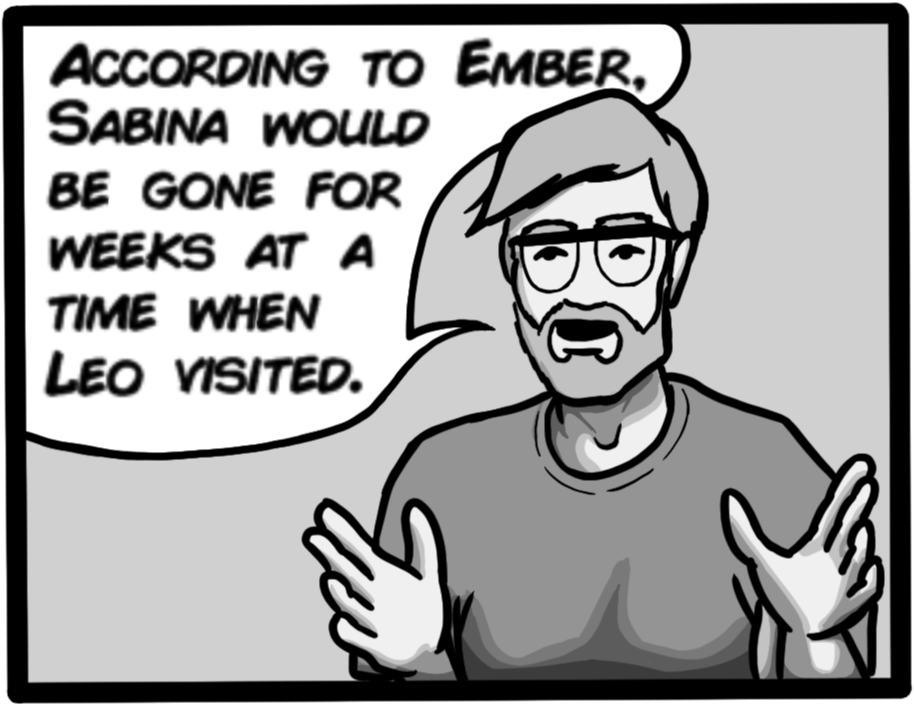 According to Ember,
Sabina would
be gone for
weeks at a
time when
Leo visited.